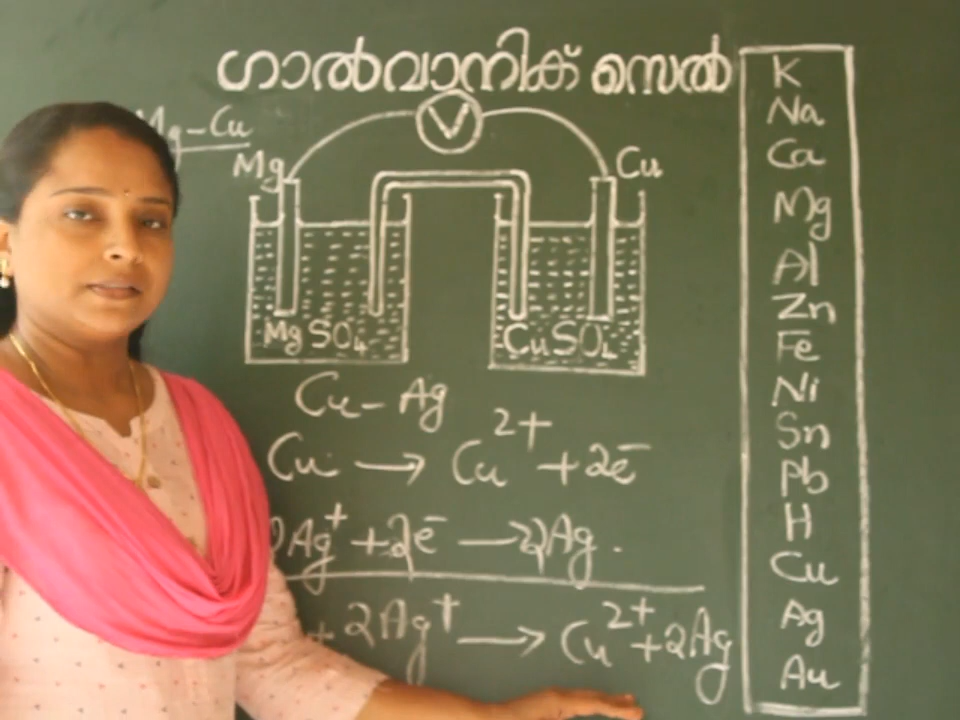 ഗാൽവാനിക് സെൽ
Mg-Cu
V
Mg
Cu
MgSO₄
CuSO₄
Cu-Ag
Cu → Cu²⁺ + 2e⁻
2Ag⁺ + 2e⁻ → 2Ag.
+ 2Ag⁺ → Cu²⁺ + 2Ag
K
Na
Ca
Mg
Al
Zn
Fe
Ni
Sn
Pb
H
Cu
Ag
Au